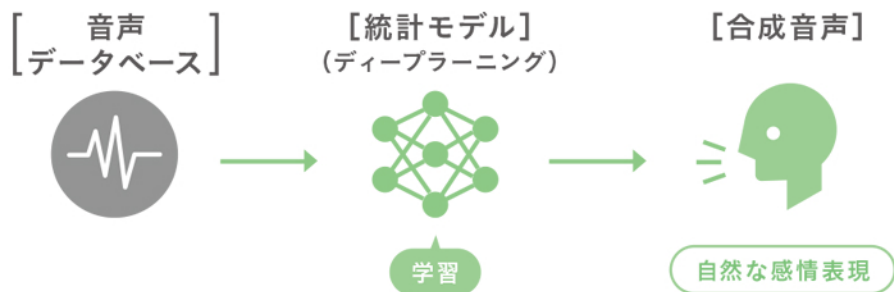 [音声
データベース]
[統計モデル]
(ディープラーニング)
[合成音声]
学習
自然な感情表現